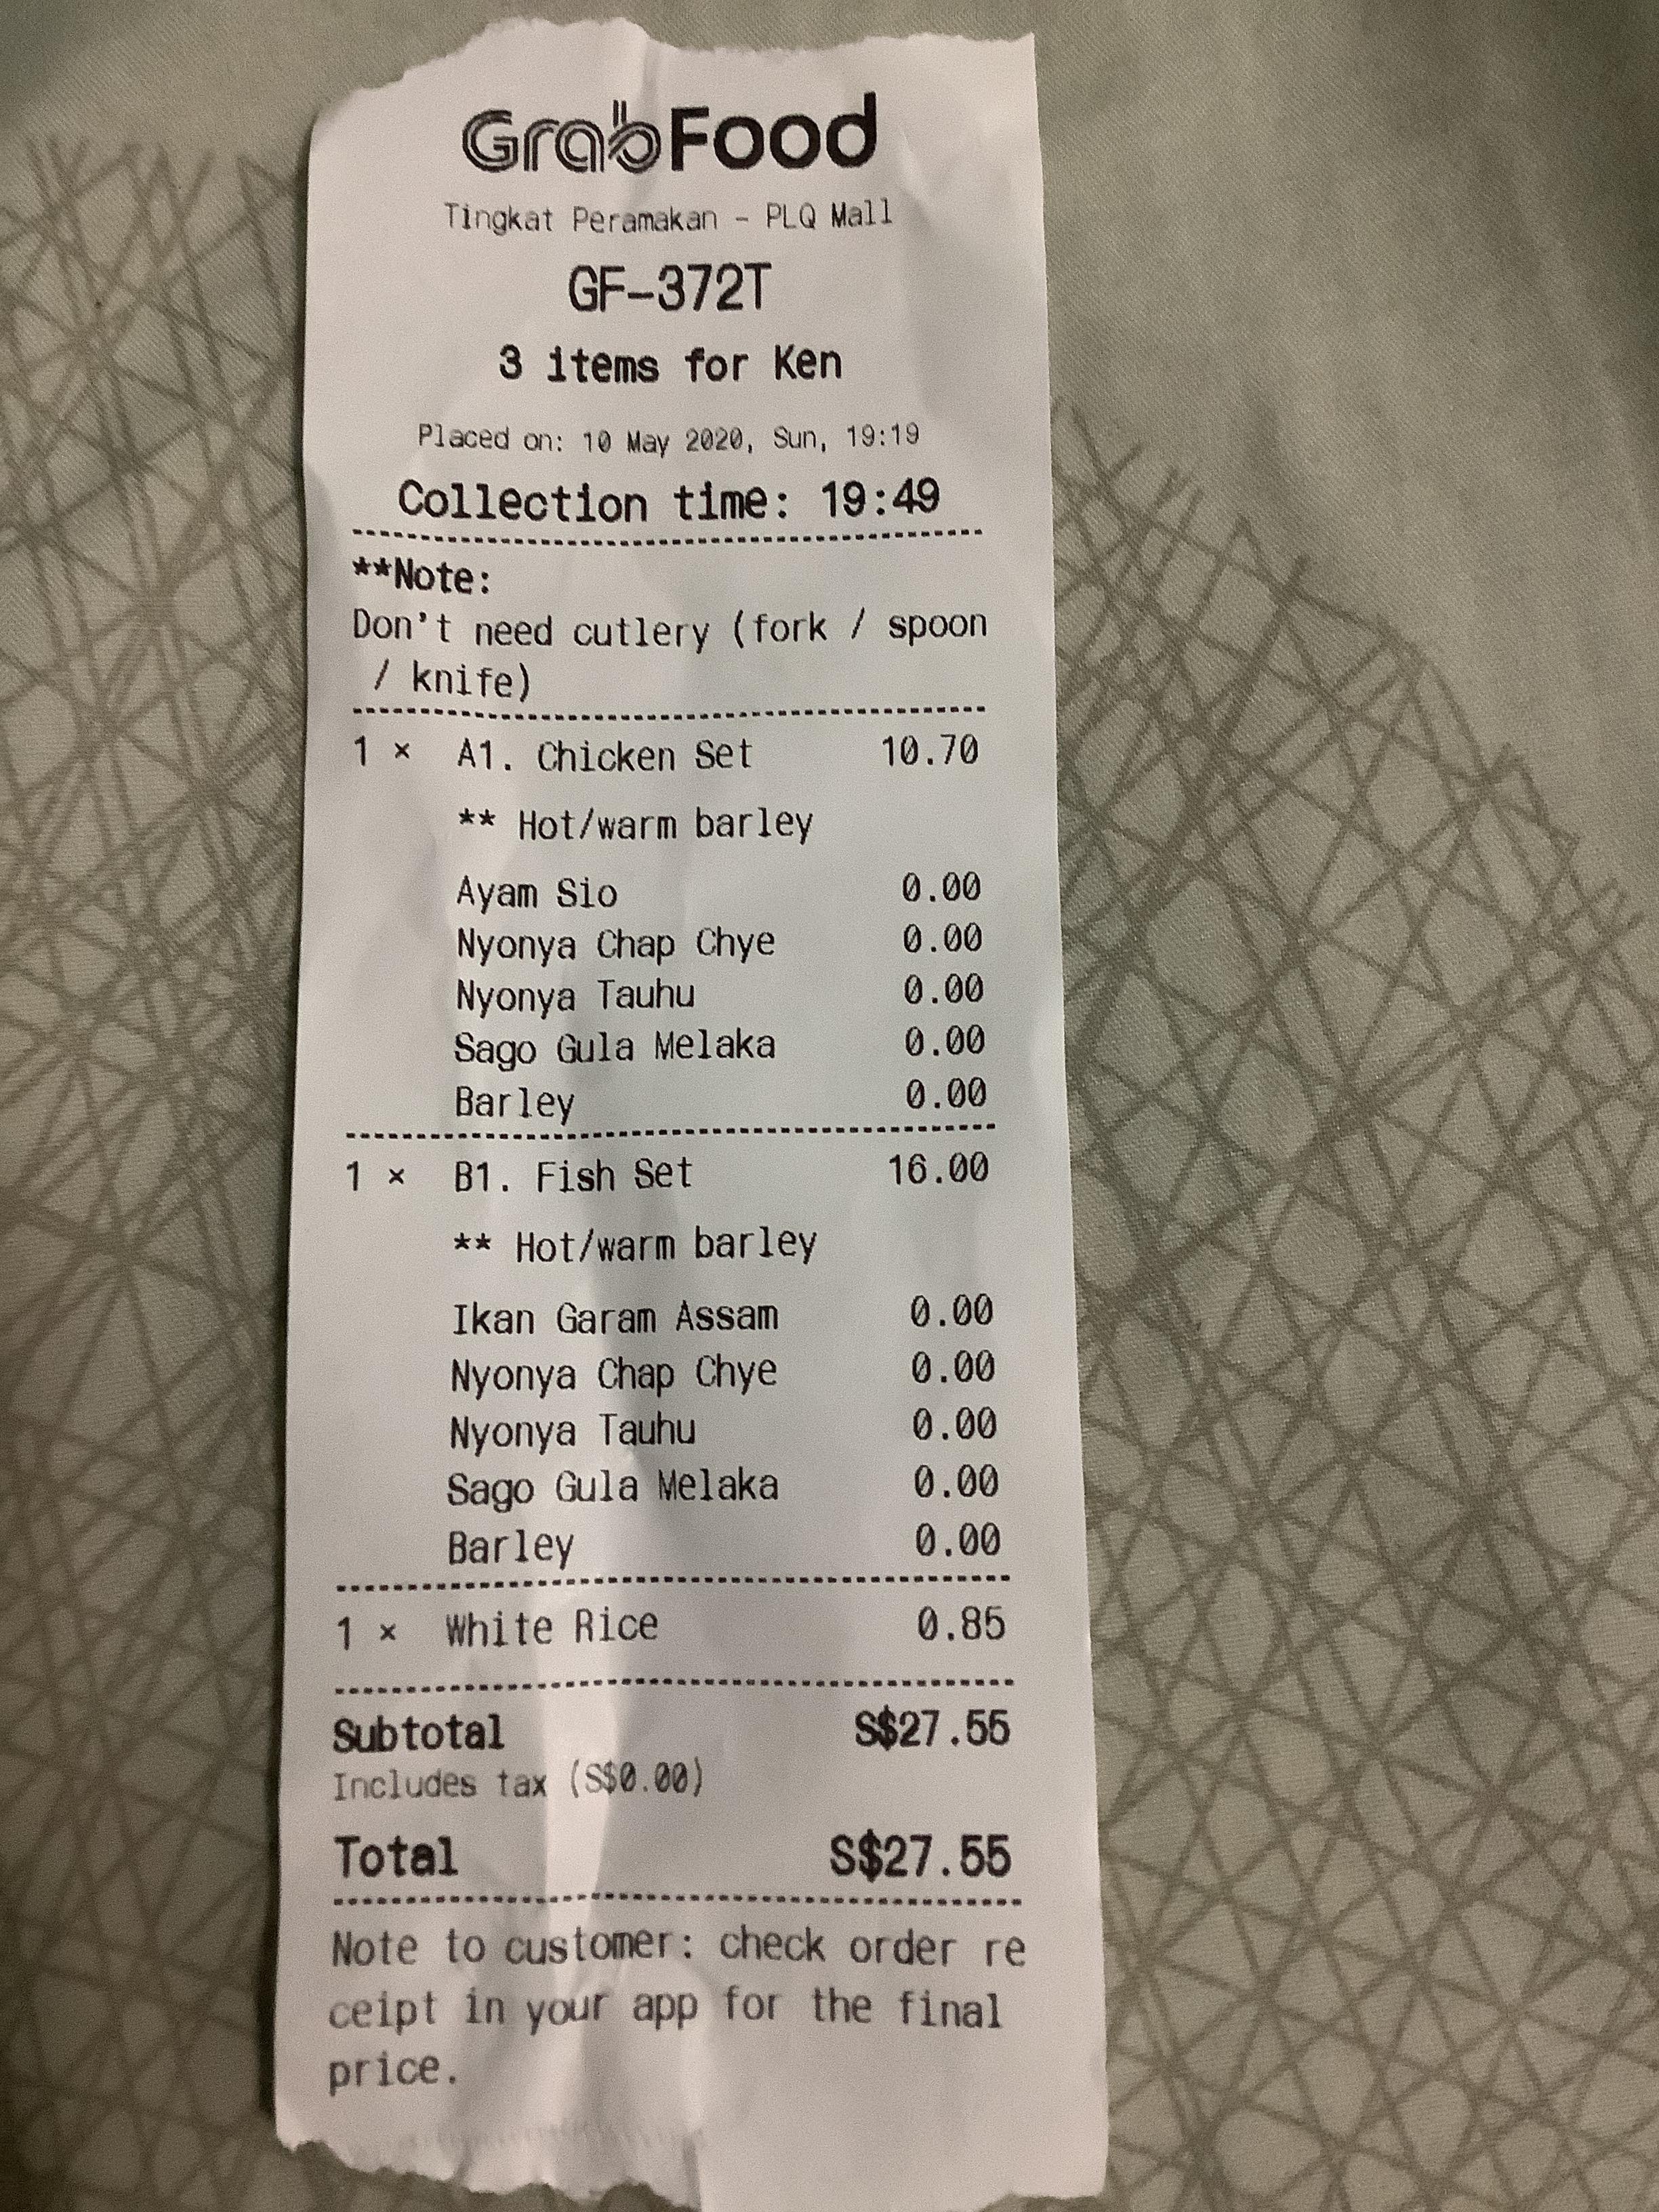 GrabFood
Tingkat Peramakan - PLQ Mall
GF-372T
3 items for Ken
Placed on: 10 May 2020, Sun, 19:19
Collection time: 19:49
**Note:
Don't need cutlery (fork / spoon
/ knife)
1 × A1. Chicken Set 10.70
** Hot/warm barley
Ayam Sio 0.00
Nyonya Chap Chye 0.00
Nyonya Tauhu 0.00
Sago Gula Melaka 0.00
Barley 0.00
1 × B1. Fish Set 16.00
** Hot/warm barley
Ikan Garam Assam 0.00
Nyonya Chap Chye 0.00
Nyonya Tauhu 0.00
Sago Gula Melaka 0.00
Barley 0.00
1 × White Rice 0.85
Subtotal S$27.55
Includes tax (S$0.00)
Total S$27.55
Note to customer: check order re
ceipt in your app for the final
price.